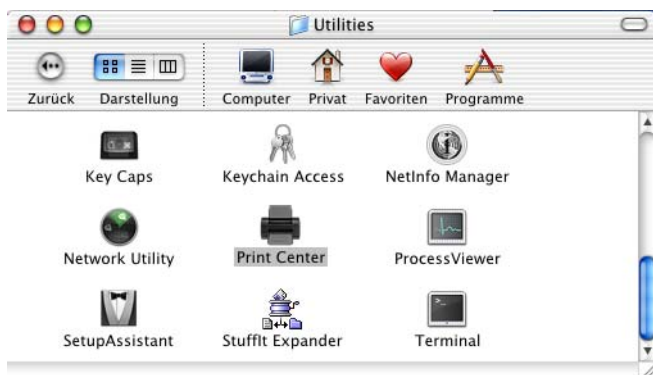 Utilities
Zurück Darstellung Computer Privat Favoriten Programme
Key Caps Keychain Access NetInfo Manager
Network Utility Print Center ProcessViewer
SetupAssistant StuffIt Expander Terminal